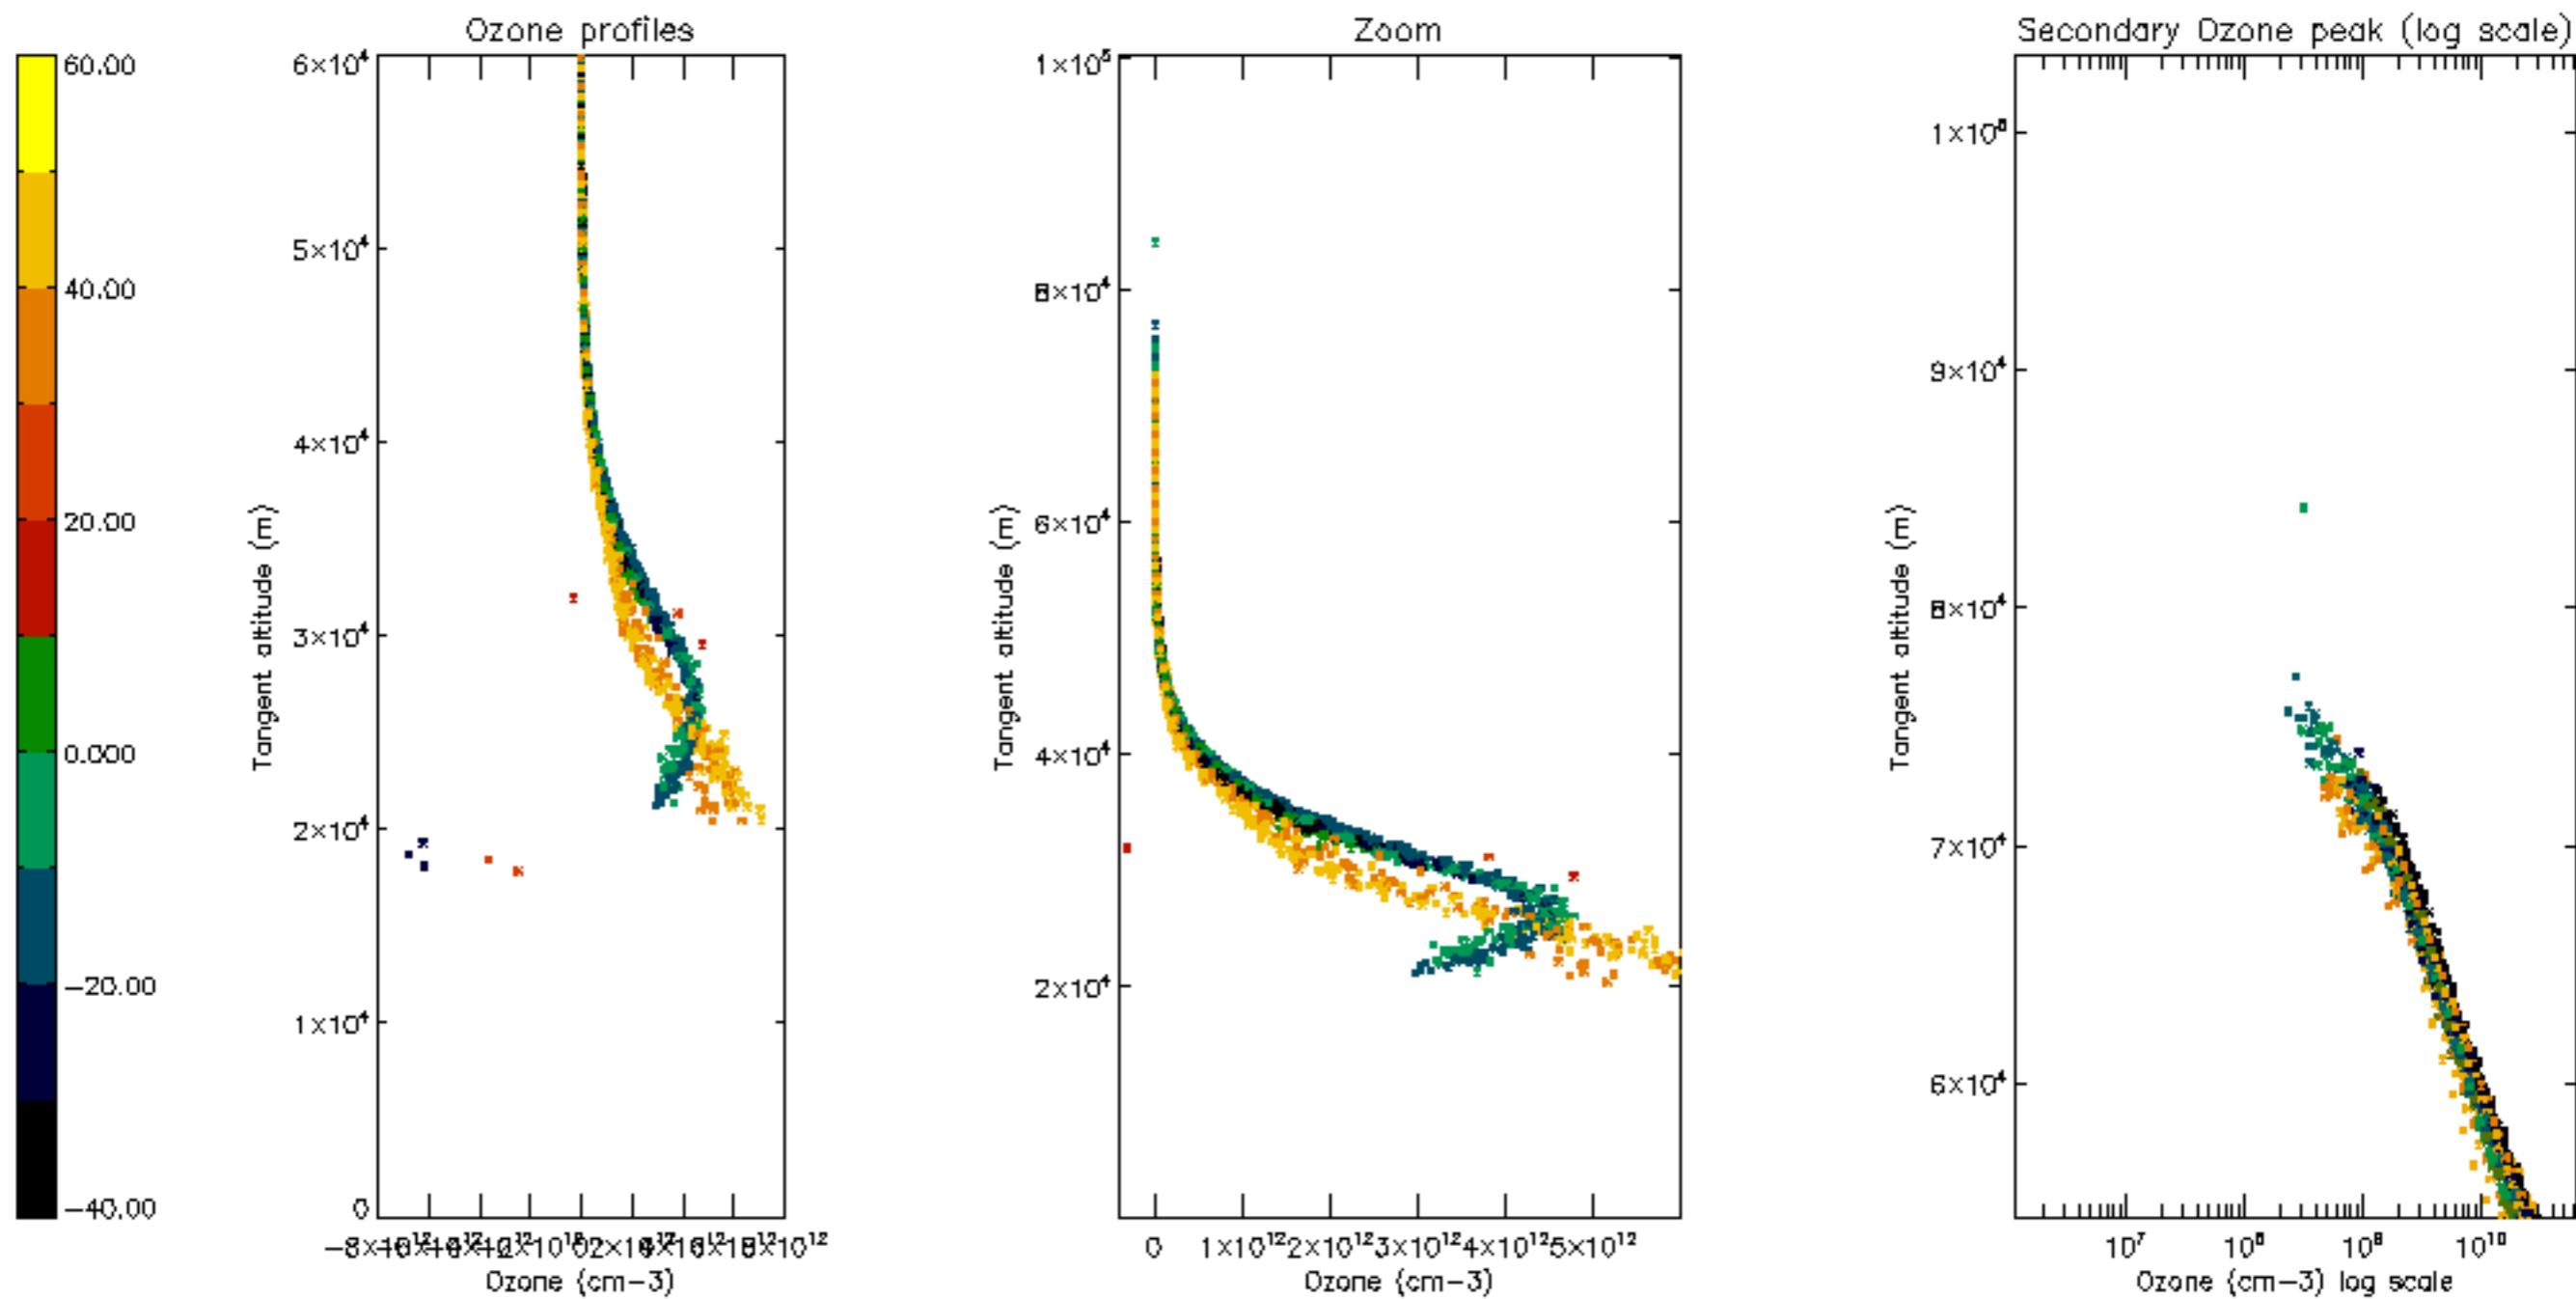 Ozone profiles
Zoom
Secondary Ozone peak (log scale)
60.00
40.00
20.00
0.000
-20.00
-40.00
6×10⁴
5×10⁴
4×10⁴
3×10⁴
2×10⁴
1×10⁴
0
Tangent altitude (m)
Ozone (cm-3)
1×10⁵
8×10⁴
6×10⁴
4×10⁴
2×10⁴
Tangent altitude (m)
0 1×10¹² 2×10¹² 3×10¹² 4×10¹² 5×10¹²
Ozone (cm-3)
9×10⁴
8×10⁴
7×10⁴
6×10⁴
Tangent altitude (m)
10⁷ 10⁸ 10⁹ 10¹⁰
Ozone (cm-3) log scale